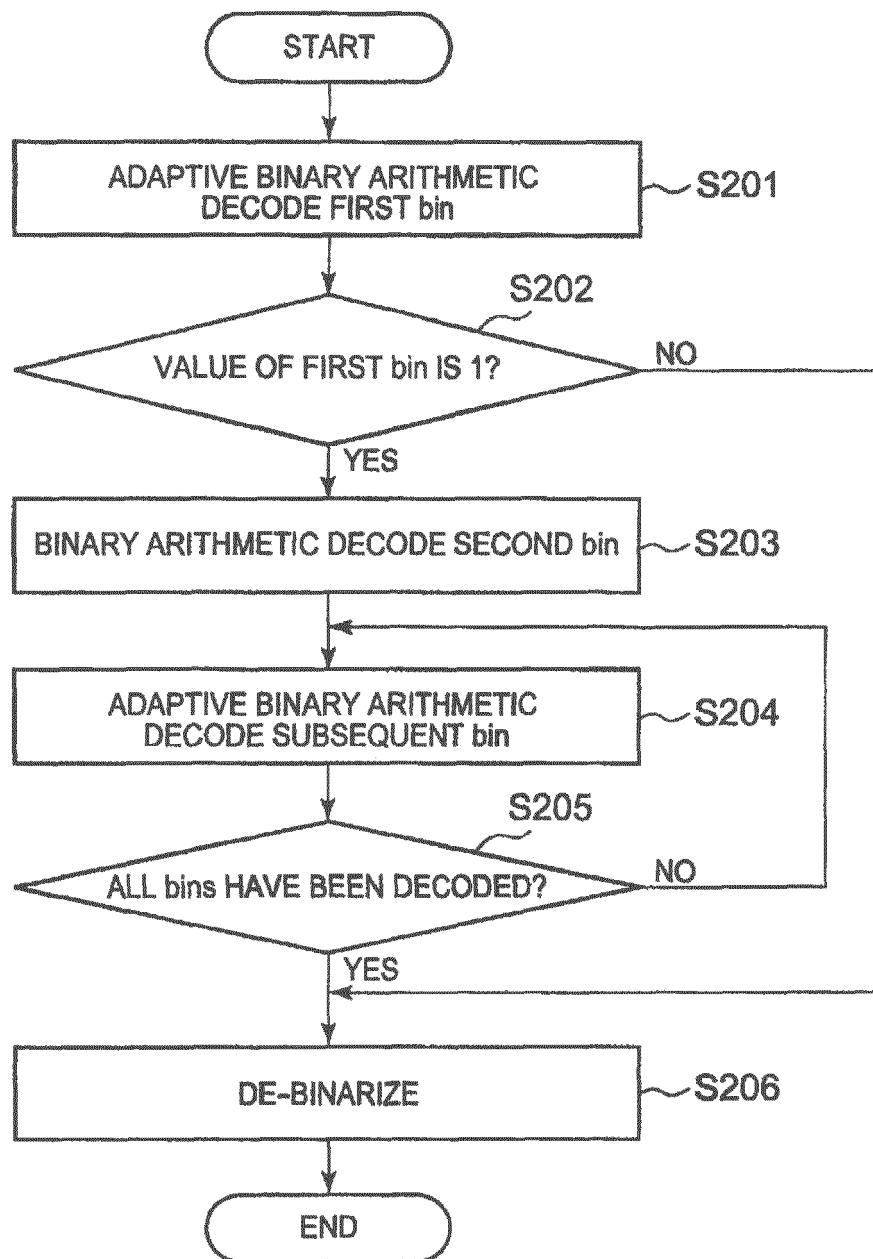 START
ADAPTIVE BINARY ARITHMETIC
DECODE FIRST bin
S201
S202
VALUE OF FIRST bin IS 1?
NO
YES
BINARY ARITHMETIC DECODE SECOND bin
S203
ADAPTIVE BINARY ARITHMETIC
DECODE SUBSEQUENT bin
S204
S205
ALL bins HAVE BEEN DECODED?
NO
YES
DE-BINARIZE
S206
END